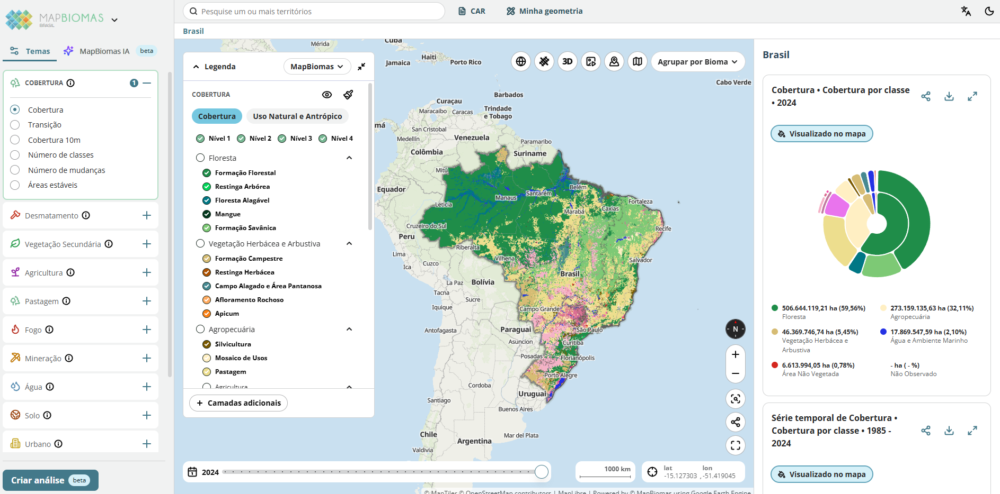 MAPBIOMAS
BRASIL
Pesquise um ou mais territórios
CAR
Minha geometria
Brasil
Temas
MapBiomas IA
beta
COBERTURA
1
Cobertura
Transição
Cobertura 10m
Número de classes
Número de mudanças
Áreas estáveis
Desmatamento
Vegetação Secundária
Agricultura
Pastagem
Fogo
Mineração
Água
Solo
Urbano
Criar análise
beta
Legenda
MapBiomas
COBERTURA
Cobertura
Uso Natural e Antrópico
Nível 1
Nível 2
Nível 3
Nível 4
Floresta
Formação Florestal
Restinga Arbórea
Floresta Alagável
Mangue
Formação Savânica
Vegetação Herbácea e Arbustiva
Formação Campestre
Restinga Herbácea
Campo Alagado e Área Pantanosa
Afloramento Rochoso
Apicum
Agropecuária
Silvicultura
Mosaico de Usos
Pastagem
Agricultura
+ Camadas adicionais
3D
Agrupar por Bioma
Cuba
Mérida
Haiti
Jamaica
Porto Rico
Cabo Verde
Barbados
Curaçau
Trindade
e Tobago
Maracaibo
Caracas
má
San Cristobal
Medellín
Venezuela
Paramaribo
Colômbia
Suriname
Mitú
Equador
Belém
Santarém
Manaus
Leticia
Fortaleza
Marabá
Caxias
Cruzeiro do Sul
Recife
Peru
Riberalta
Lima
Vilhena
Salvador
Cuzco
Ica
Brasil
La Paz
Bolívia
Tacna
Sucre
Iquique
Campo Grande
Antofagasta
Paraguai
São Paulo
Asuncion
Curitiba
Posadas
Florianópolis
Porto Alegre
Cordoba
Uruguai
Santiago
Buenos Aires
Chile
Mar del Plata
Argentina
Valdivia
N
+
−
2024
1000 km
lat
-15.127303
lon
, -51.419045
© MapTiler © OpenStreetMap contributors | MapLibre | Powered by © MapBiomas using Google Earth Engine
Brasil
Cobertura • Cobertura por classe
• 2024
Visualizado no mapa
506.644.119,21 ha (59,56%)
Floresta
273.159.135,63 ha (32,11%)
Agropecuária
46.369.746,74 ha (5,45%)
Vegetação Herbácea e
Arbustiva
17.869.547,59 ha (2,10%)
Água e Ambiente Marinho
6.613.994,05 ha (0,78%)
Área Não Vegetada
- ha ( - %)
Não Observado
Série temporal de Cobertura •
Cobertura por classe • 1985 -
2024
Visualizado no mapa